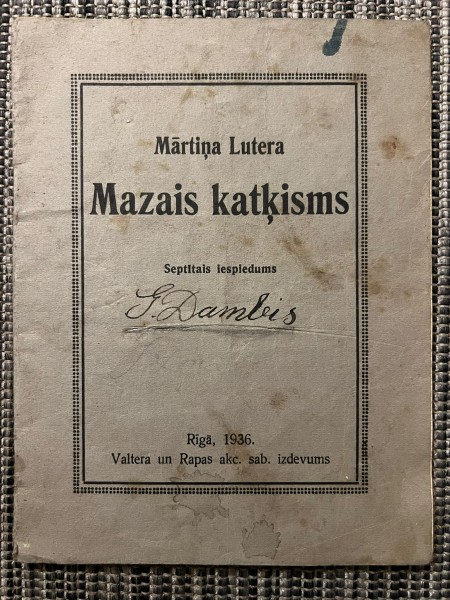 Mārtiņa Lutera
Mazais katķisms
Septītais iespiedums
G. Dambis
Rīgā, 1936.
Valtera un Rapas akc. sab. izdevums